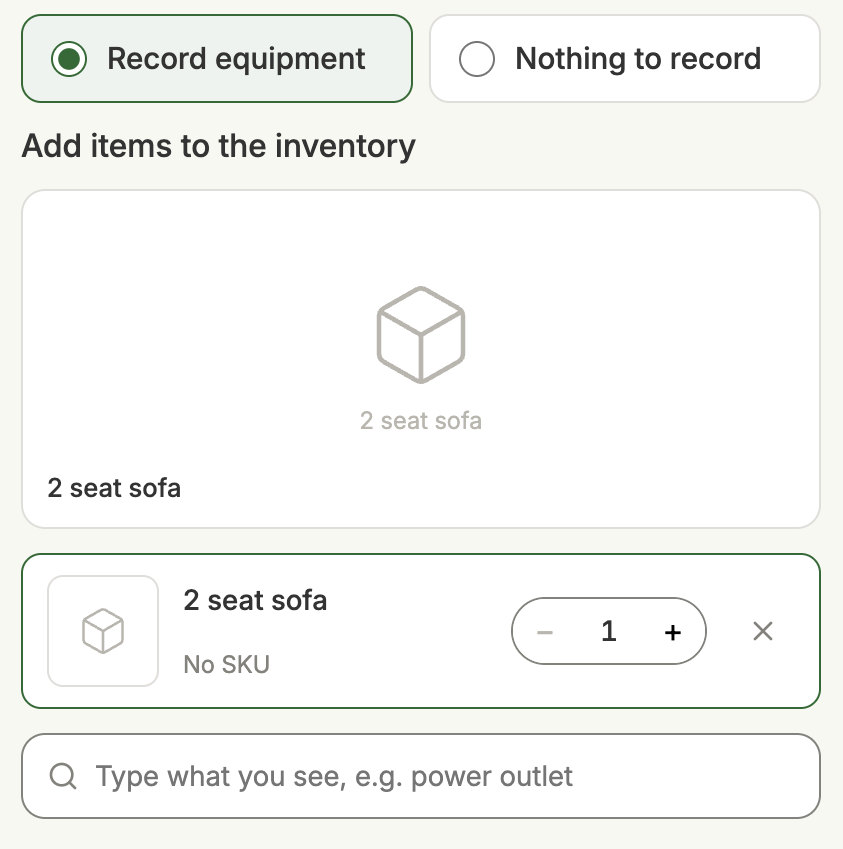 Record equipment
Nothing to record
Add items to the inventory
2 seat sofa
2 seat sofa
2 seat sofa
1
No SKU
Type what you see, e.g. power outlet